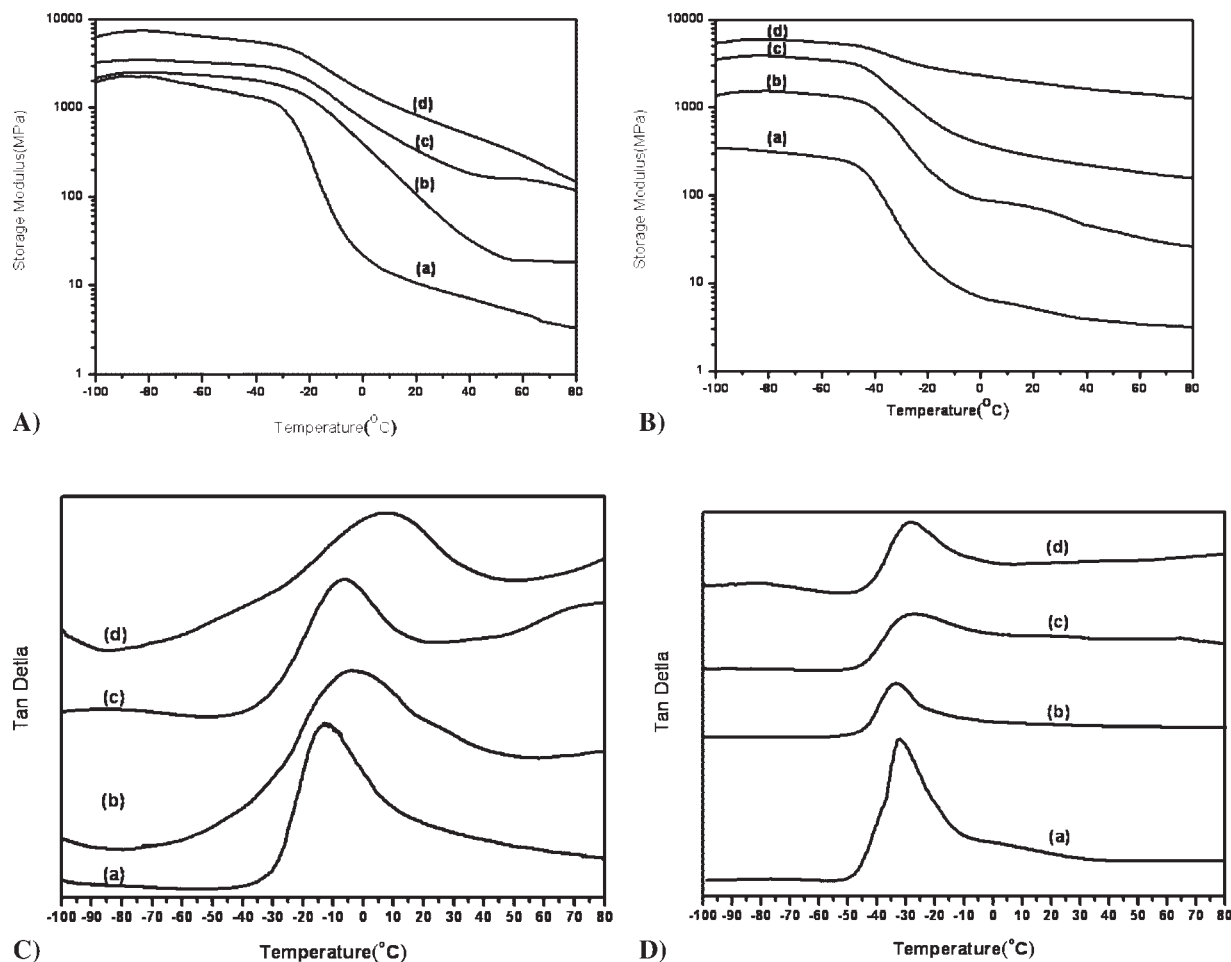 10000
1000
100
10
1
Storage Modulus(MPa)
(d)
(c)
(b)
(a)
-100 -80 -60 -40 -20 0 20 40 60 80
Temperature(°C)
A)
10000
1000
100
10
1
Storage Modulus(MPa)
(d)
(c)
(b)
(a)
-100 -80 -60 -40 -20 0 20 40 60 80
Temperature(°C)
B)
Tan Detla
(d)
(c)
(b)
(a)
-100 -90 -80 -70 -60 -50 -40 -30 -20 -10 0 10 20 30 40 50 60 70 80
Temperature(°C)
C)
Tan Detla
(d)
(c)
(b)
(a)
-100 -90 -80 -70 -60 -50 -40 -30 -20 -10 0 10 20 30 40 50 60 70 80
Temperature(°C)
D)